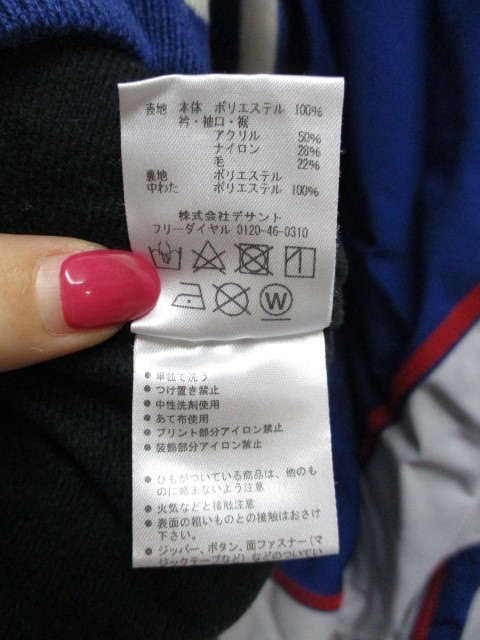 表地 本体 ポリエステル 100%
衿・袖口・裾
アクリル 50%
ナイロン 28%
毛 22%
裏地 ポリエステル
中わた ポリエステル 100%
株式会社デサント
フリーダイヤル 0120-46-0310
W
●単独で洗う
●つけ置き禁止
●中性洗剤使用
●あて布使用
●プリント部分アイロン禁止
●装飾部分アイロン禁止
●ひもがついている商品は、他のも
のに絡まないよう注意
●火気などと接触注意
●表面の粗いものとの接触はおさけ
下さい。
●ジッパー、ボタン、面ファスナー(マ
ジックテープなど)などのついてい